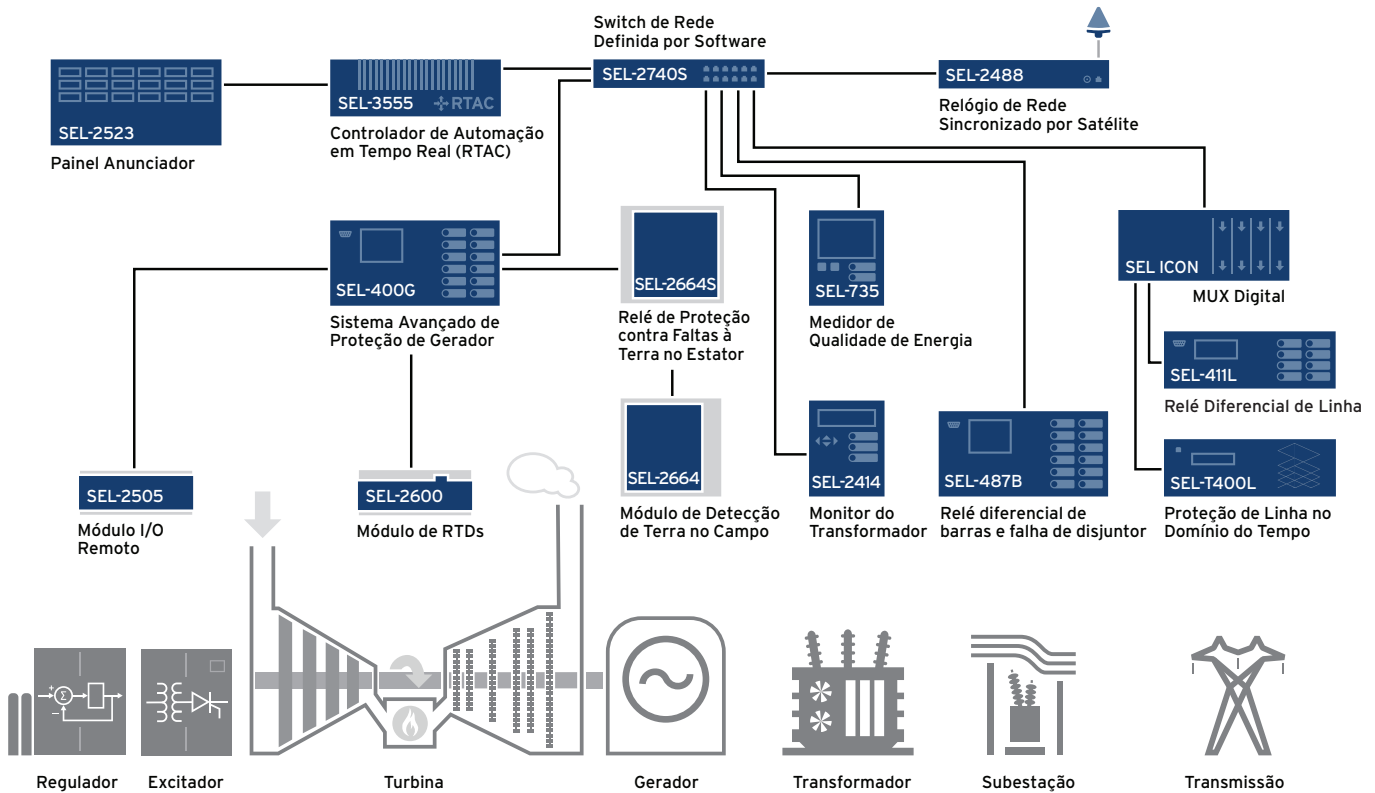 Switch de Rede
Definida por Software
SEL-2523
Painel Anunciador
SEL-3555
RTAC
Controlador de Automação
em Tempo Real (RTAC)
SEL-2740S
SEL-2488
Relógio de Rede
Sincronizado por Satélite
SEL-400G
Sistema Avançado de
Proteção de Gerador
SEL-2664S
Relé de Proteção
contra Faltas à
Terra no Estator
SEL-735
Medidor de
Qualidade de Energia
SEL ICON
MUX Digital
SEL-411L
Relé Diferencial de Linha
SEL-2505
Módulo I/O
Remoto
SEL-2600
Módulo de RTDs
SEL-2664
Módulo de Detecção
de Terra no Campo
SEL-2414
Monitor do
Transformador
SEL-487B
Relé diferencial de
barras e falha de disjuntor
SEL-T400L
Proteção de Linha no
Domínio do Tempo
+
Σ
−
Regulador
Excitador
Turbina
Gerador
Transformador
Subestação
Transmissão